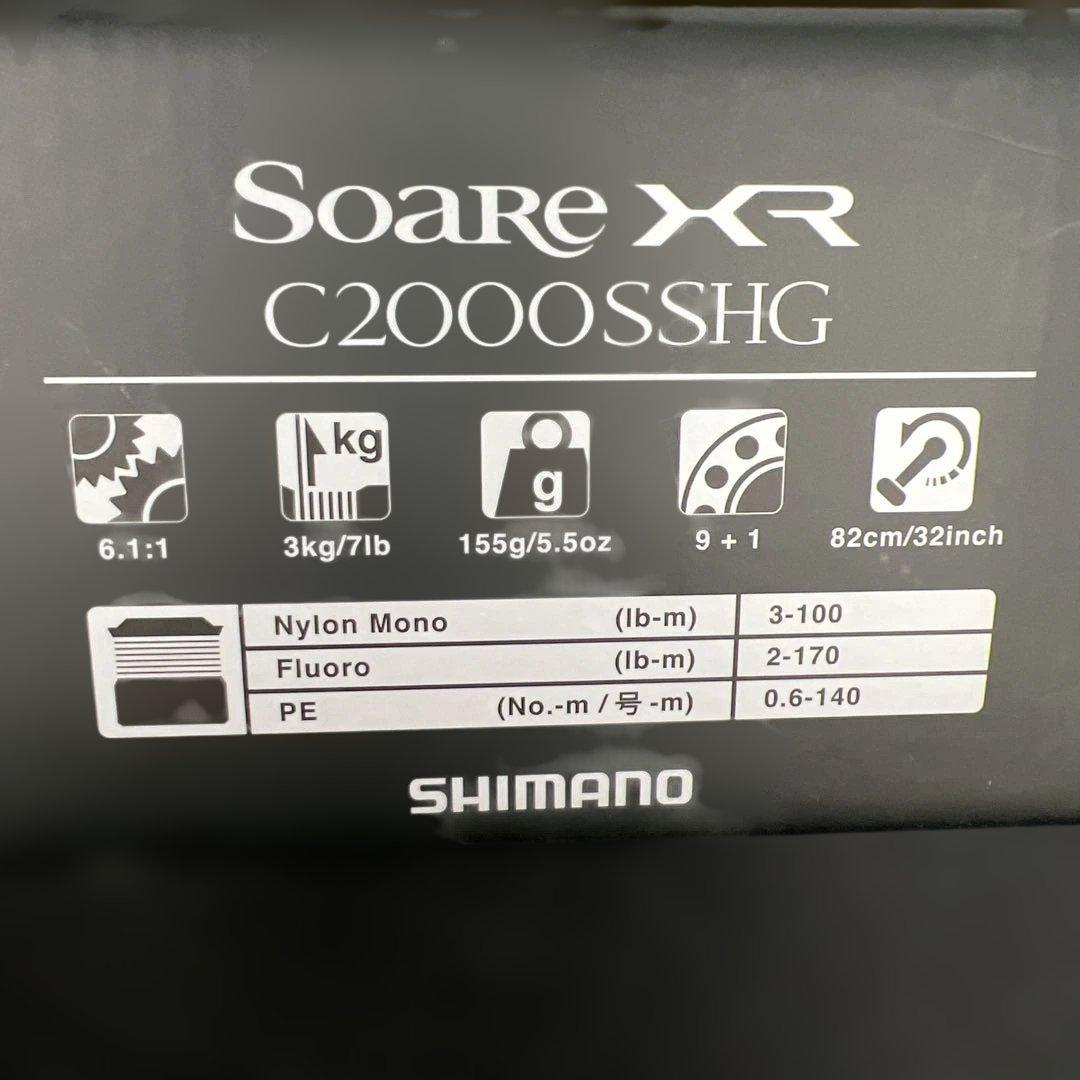 Soare XR
C2000SSHG
kg
g
6.1:1 3kg/7lb 155g/5.5oz 9 + 1 82cm/32inch
Nylon Mono (lb-m) 3-100
Fluoro (lb-m) 2-170
PE (No.-m / 号 -m) 0.6-140
SHIMANO